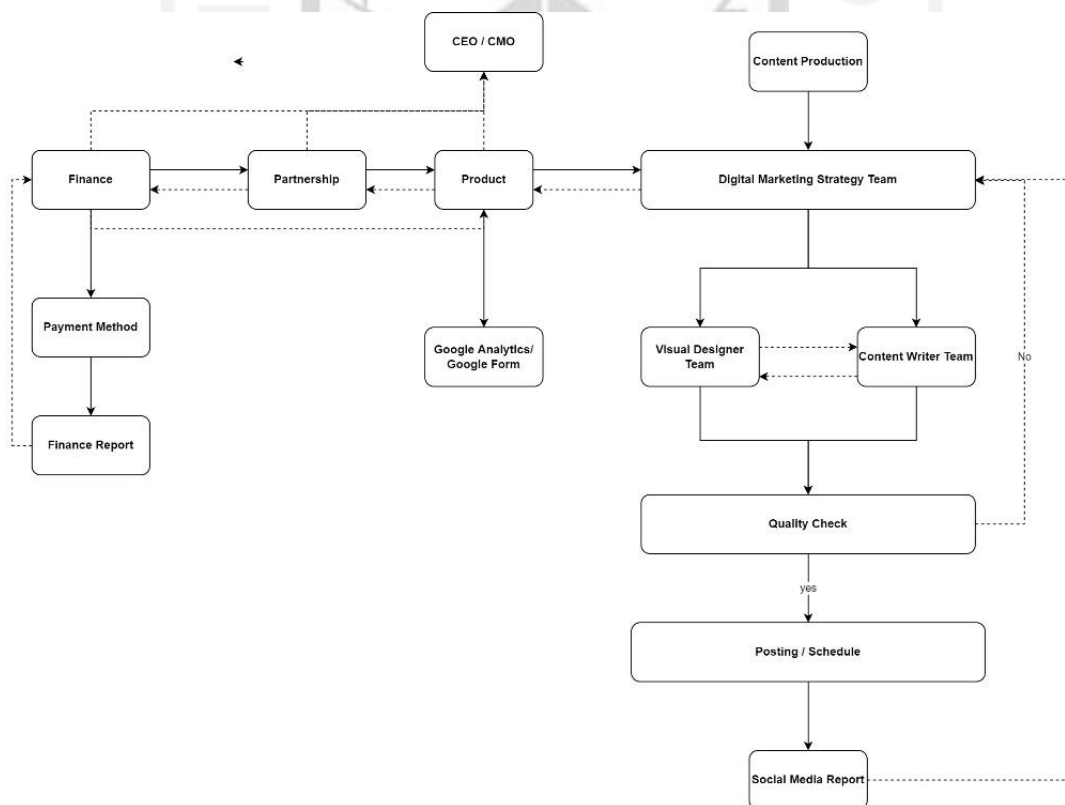 CEO / CMO
Content Production
Finance
Partnership
Product
Digital Marketing Strategy Team
Payment Method
Google Analytics/
Google Form
Visual Designer
Team
Content Writer Team
No
Finance Report
Quality Check
yes
Posting / Schedule
Social Media Report